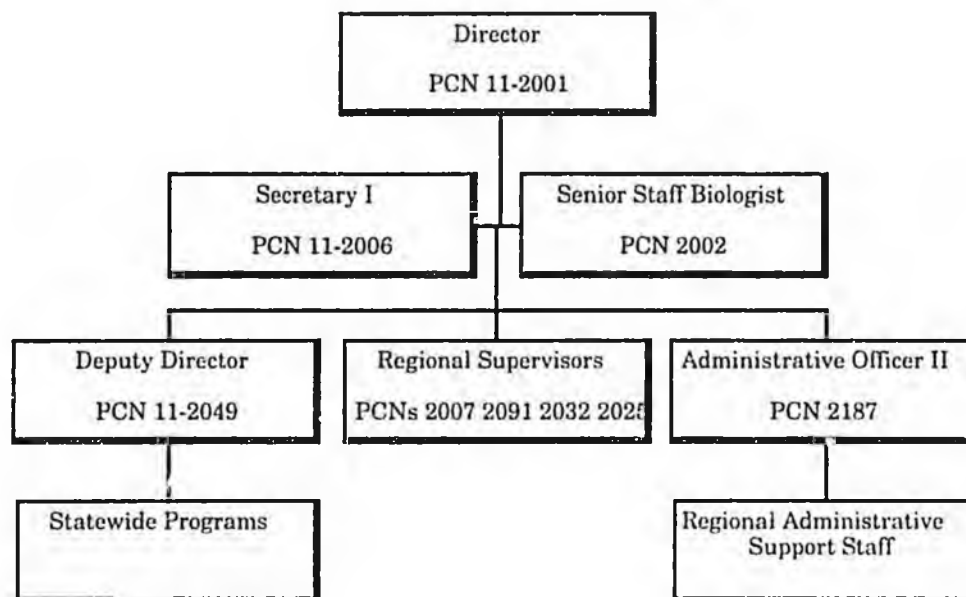 Director
PCN 11-2001
Secretary I
PCN 11-2006
Senior Staff Biologist
PCN 2002
Deputy Director
PCN 11-2049
Regional Supervisors
PCNs 2007 2091 2032 2025
Administrative Officer II
PCN 2187
Statewide Programs
Regional Administrative
Support Staff